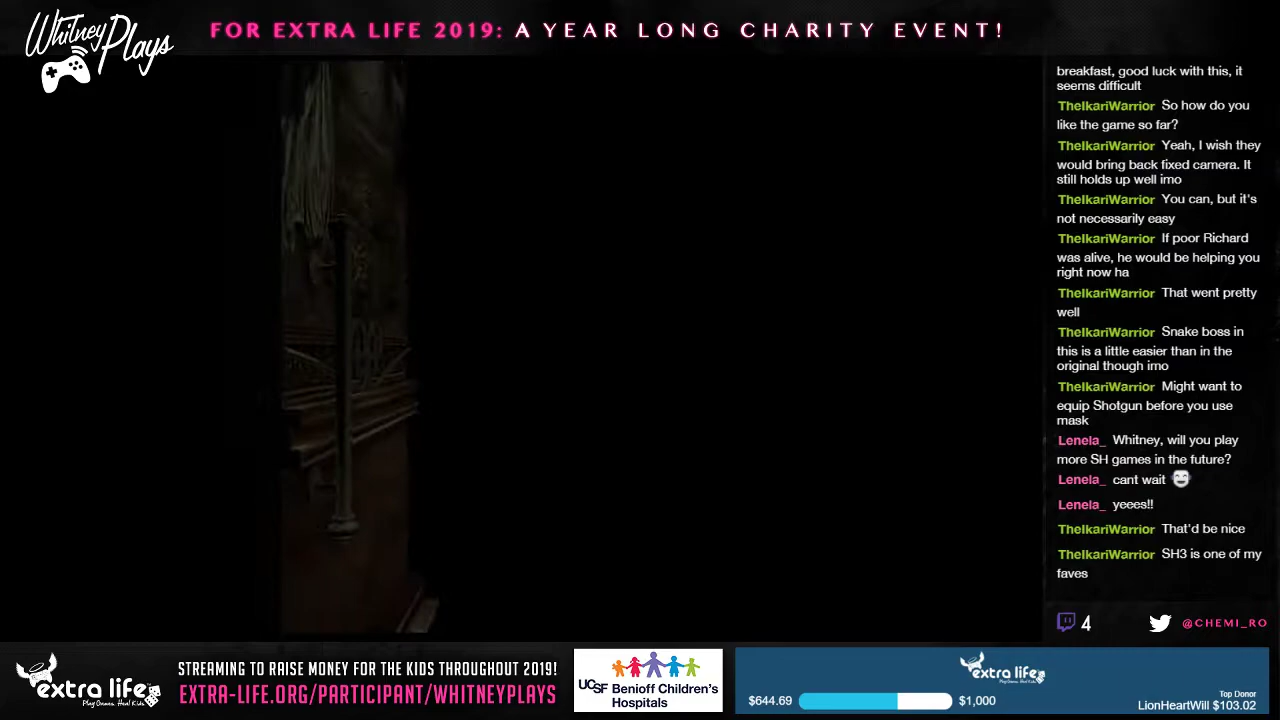 Whitney Plays
FOR EXTRA LIFE 2019: A YEAR LONG CHARITY EVENT!
breakfast, good luck with this, it
seems difficult
TheIkariWarrior So how do you
like the game so far?
TheIkariWarrior Yeah, I wish they
would bring back fixed camera. It
still holds up well imo
TheIkariWarrior You can, but it's
not necessarily easy
TheIkariWarrior If poor Richard
was alive, he would be helping you
right now ha
TheIkariWarrior That went pretty
well
TheIkariWarrior Snake boss in
this is a little easier than in the
original though imo
TheIkariWarrior Might want to
equip Shotgun before you use
mask
Lenela_ Whitney, will you play
more SH games in the future?
Lenela_ cant wait
Lenela_ yeees!!
TheIkariWarrior That'd be nice
TheIkariWarrior SH3 is one of my
faves
4
@CHEMI_RO
extra life
Play Games. Heal Kids.
STREAMING TO RAISE MONEY FOR THE KIDS THROUGHOUT 2019!
EXTRA-LIFE.ORG/PARTICIPANT/WHITNEYPLAYS
UCSF Benioff Children's
Hospitals
extra life
Play Games. Heal Kids.
$644.69
$1,000
Top Donor
LionHeartWill $103.02